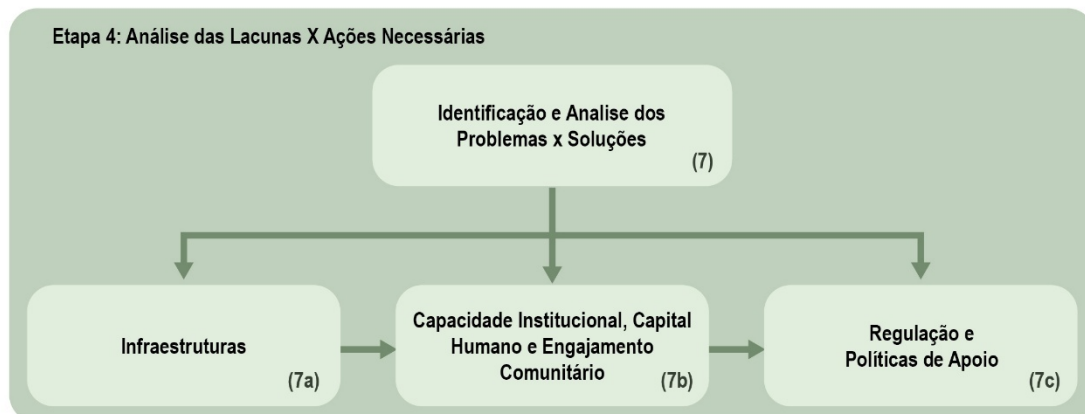 Etapa 4: Análise das Lacunas X Ações Necessárias
Identificação e Analise dos
Problemas x Soluções
(7)
Infraestruturas
(7a)
Capacidade Institucional, Capital
Humano e Engajamento
Comunitário
(7b)
Regulação e
Políticas de Apoio
(7c)